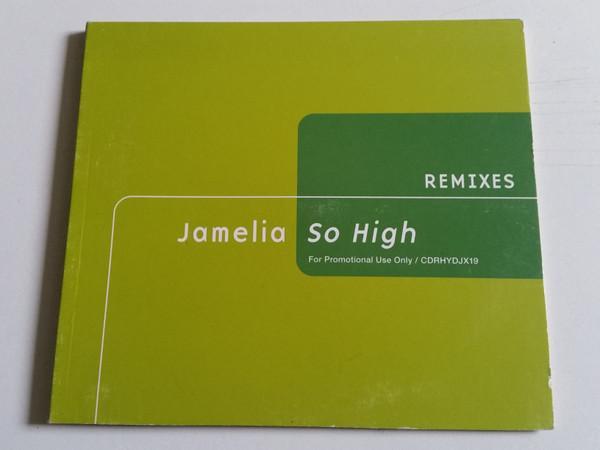 REMIXES
Jamelia So High
For Promotional Use Only / CDRHYDJX19